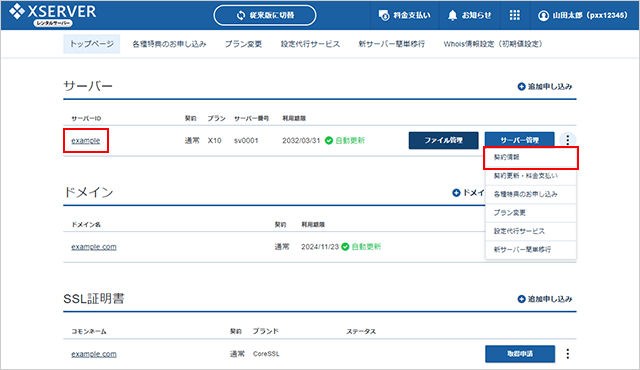 XSERVER
レンタルサーバー
従来版に切替
料金支払い
お知らせ
山田太郎（pxx12345）
トップページ 各種特典のお申し込み プラン変更 設定代行サービス 新サーバー簡単移行 Whois情報設定（初期値設定）
サーバー
追加申し込み
サーバーID 契約 プラン サーバー番号 利用期限
example 通常 X10 sv0001 2032/03/31 自動更新 ファイル管理 サーバー管理
契約情報
契約更新・料金支払い
各種特典のお申し込み
プラン変更
設定代行サービス
新サーバー簡単移行
ドメイン
ドメイ
ドメイン名 契約 利用期限
example.com 通常 2024/11/23 自動更新
SSL証明書
追加申し込み
コモンネーム 契約 ブランド ステータス
example.com 通常 CoreSSL 取得申請